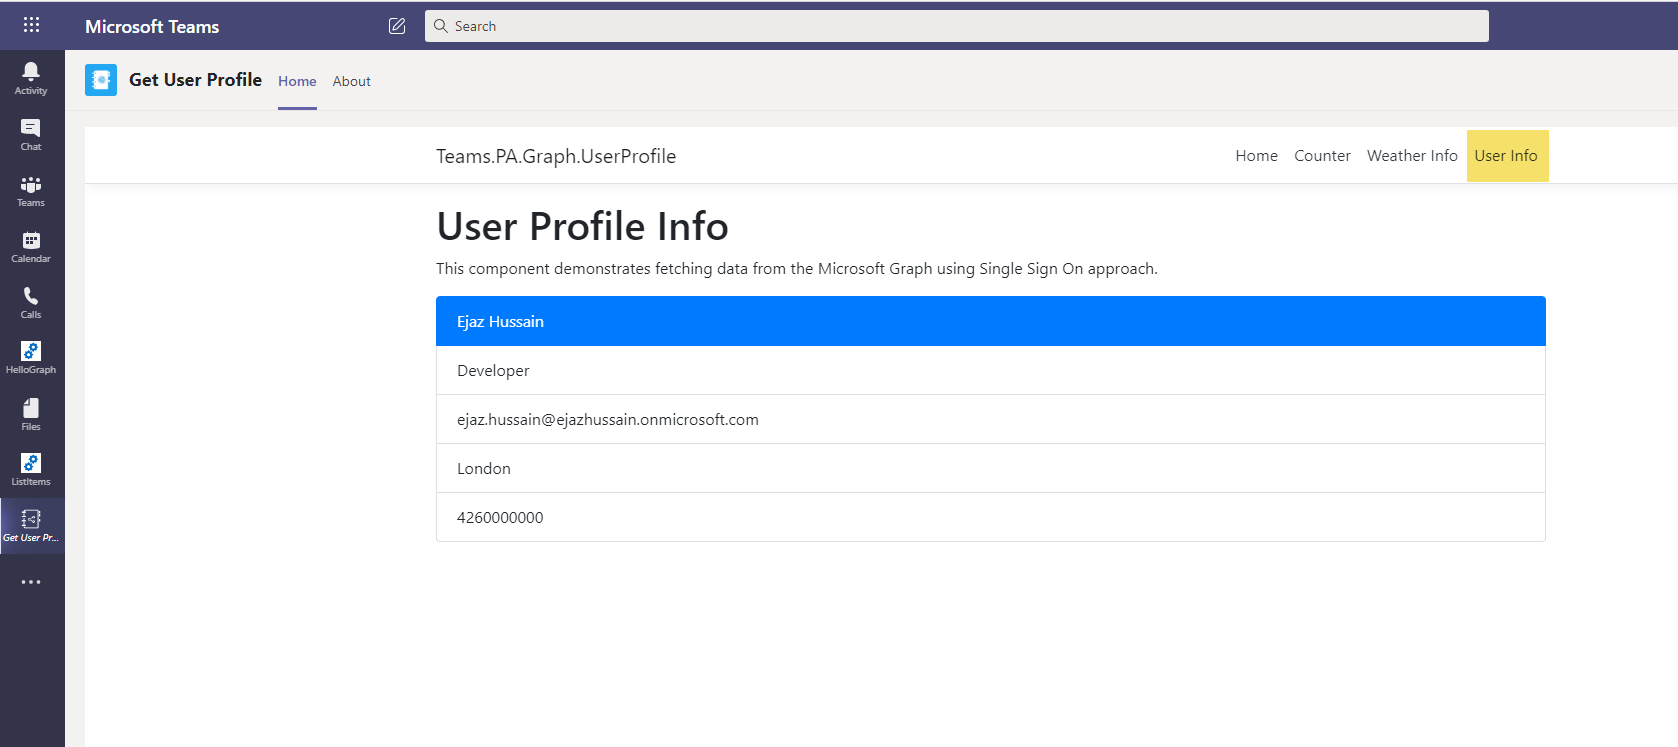 Microsoft Teams
Search
Activity
Chat
Teams
Calendar
Calls
HelloGraph
Files
ListItems
Get User Pr...
Get User Profile Home About
Teams.PA.Graph.UserProfile Home Counter Weather Info User Info
User Profile Info
This component demonstrates fetching data from the Microsoft Graph using Single Sign On approach.
Ejaz Hussain
Developer
ejaz.hussain@ejazhussain.onmicrosoft.com
London
4260000000